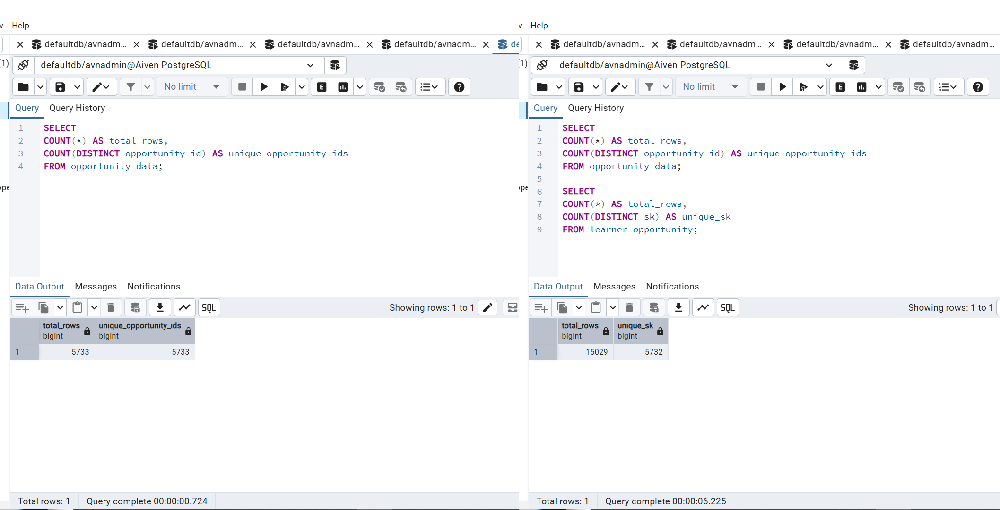 Help
defaultdb/avnadm... defaultdb/avnadm... defaultdb/avnadm... defaultdb/avnadm...
(1) defaultdb/avnadmin@Aiven PostgreSQL
No limit
Query Query History
1 SELECT
2 COUNT(*) AS total_rows,
3 COUNT(DISTINCT opportunity_id) AS unique_opportunity_ids
4 FROM opportunity_data;
Data Output Messages Notifications
SQL Showing rows: 1 to 1
total_rows unique_opportunity_ids
bigint bigint
1 5733 5733
Total rows: 1 Query complete 00:00:00.724
Help
defaultdb/avnadm... defaultdb/avnadm... defaultdb/avnadm... defaultdb/avnadm...
(1) defaultdb/avnadmin@Aiven PostgreSQL
No limit
Query Query History
1 SELECT
2 COUNT(*) AS total_rows,
3 COUNT(DISTINCT opportunity_id) AS unique_opportunity_ids
4 FROM opportunity_data;
5
6 SELECT
7 COUNT(*) AS total_rows,
8 COUNT(DISTINCT sk) AS unique_sk
9 FROM learner_opportunity;
Data Output Messages Notifications
SQL Showing rows: 1 to 1
total_rows unique_sk
bigint bigint
1 15029 5732
Total rows: 1 Query complete 00:00:06.225